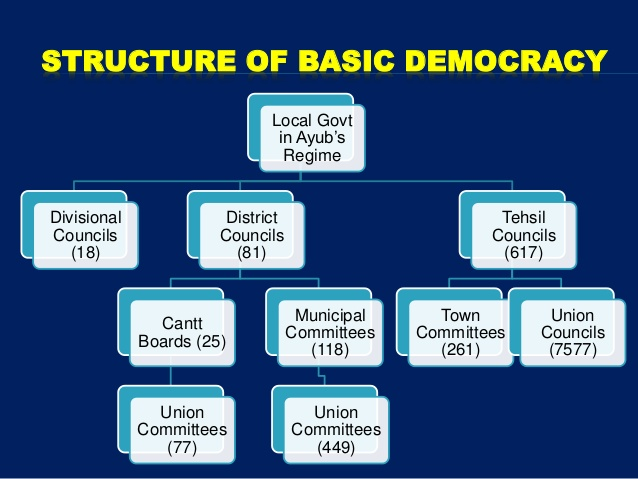 STRUCTURE OF BASIC DEMOCRACY
Local Govt
in Ayub's
Regime
Divisional
Councils
(18)
District
Councils
(81)
Tehsil
Councils
(617)
Cantt
Boards (25)
Municipal
Committees
(118)
Town
Committees
(261)
Union
Councils
(7577)
Union
Committees
(77)
Union
Committees
(449)